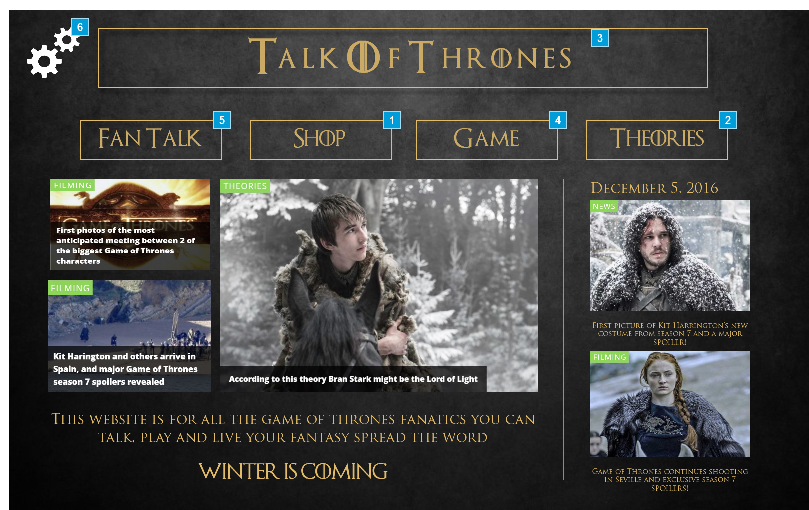 6
TALK OF THRONES
3
FAN TALK
5
SHOP
1
GAME
4
THEORIES
2
FILMING
GAME OF THRONES
First photos of the most
anticipated meeting between 2 of
the biggest Game of Thrones
characters
FILMING
Kit Harington and others arrive in
Spain, and major Game of Thrones
season 7 spoilers revealed
THEORIES
According to this theory Bran Stark might be the Lord of Light
THIS WEBSITE IS FOR ALL THE GAME OF THRONES FANATICS YOU CAN
TALK, PLAY AND LIVE YOUR FANTASY SPREAD THE WORD
WINTER IS COMING
DECEMBER 5, 2016
NEWS
FIRST PICTURE OF KIT HARRINGTON'S NEW
COSTUME FROM SEASON 7 AND A MAJOR
SPOILER!
FILMING
GAME OF THRONES CONTINUES SHOOTING
IN SEVILLE AND EXCLUSIVE SEASON 7
SPOILERS!